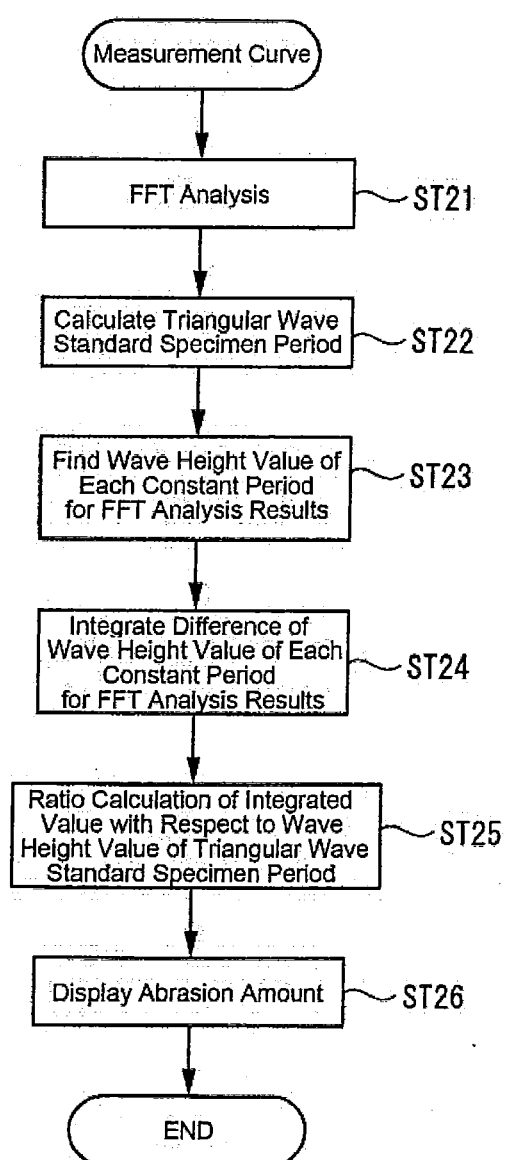 Measurement Curve
FFT Analysis
ST21
Calculate Triangular Wave
Standard Specimen Period
ST22
Find Wave Height Value of
Each Constant Period
for FFT Analysis Results
ST23
Integrate Difference of
Wave Height Value of Each
Constant Period
for FFT Analysis Results
ST24
Ratio Calculation of Integrated
Value with Respect to Wave
Height Value of Triangular Wave
Standard Specimen Period
ST25
Display Abrasion Amount
ST26
END